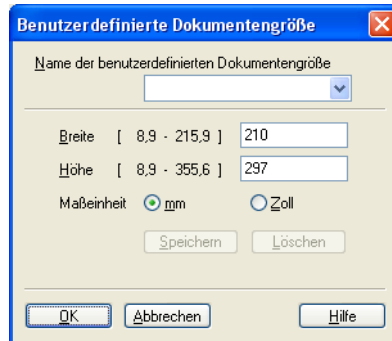 Benutzerdefinierte Dokumentengröße
Name der benutzerdefinierten Dokumentengröße
Breite [ 8,9 - 215,9 ] 210
Höhe [ 8,9 - 355,6 ] 297
Maßeinheit mm Zoll
Speichern Löschen
OK Abbrechen Hilfe